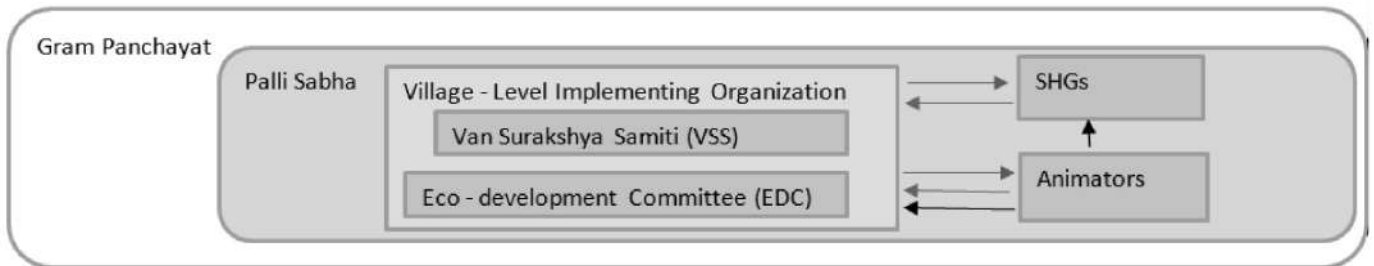 Gram Panchayat
Palli Sabha
Village - Level Implementing Organization
Van Surakshya Samiti (VSS)
Eco - development Committee (EDC)
SHGs
Animators